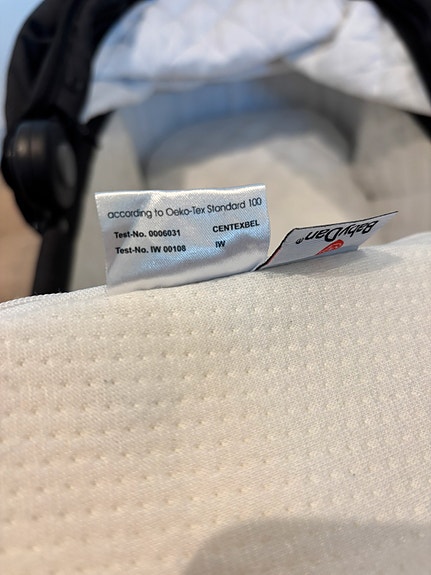 according to Oeko-Tex Standard 100
Test-No. 0006031 CENTEXBEL
Test-No. IW 00108 IW
BabyDan®